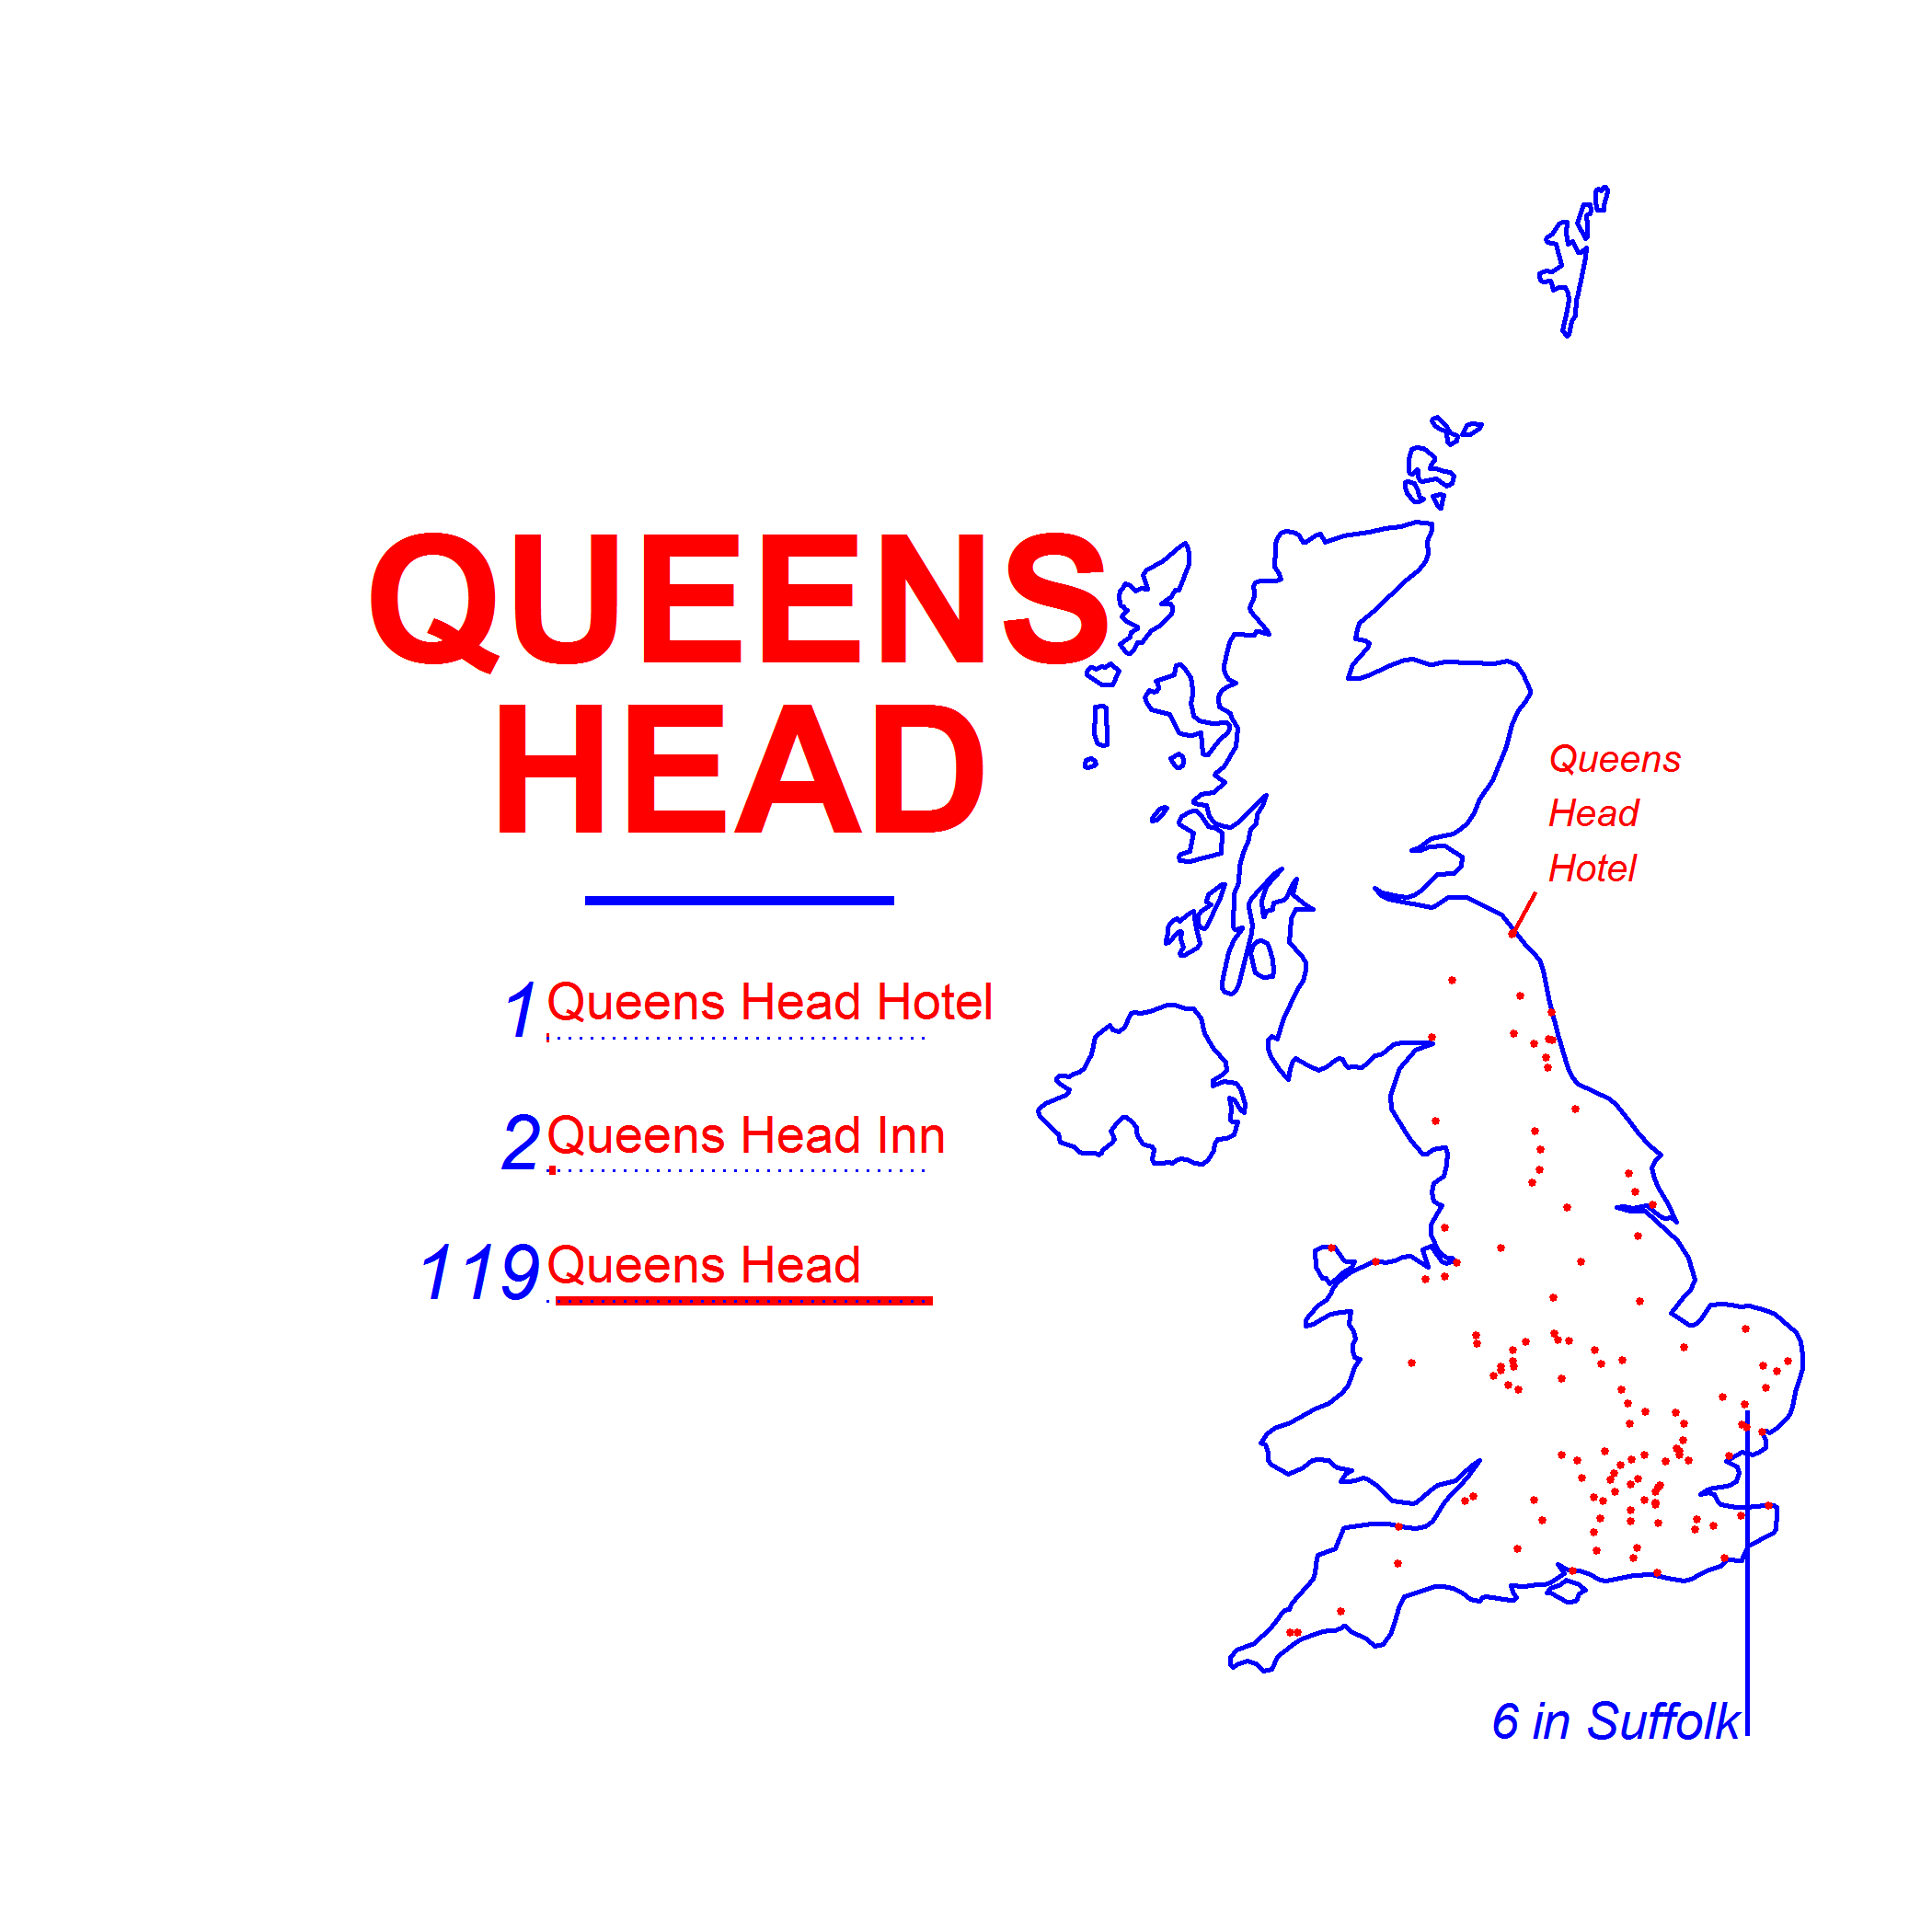 QUEENS
HEAD
Queens
Head
Hotel
1 Queens Head Hotel
2 Queens Head Inn
119 Queens Head
6 in Suffolk